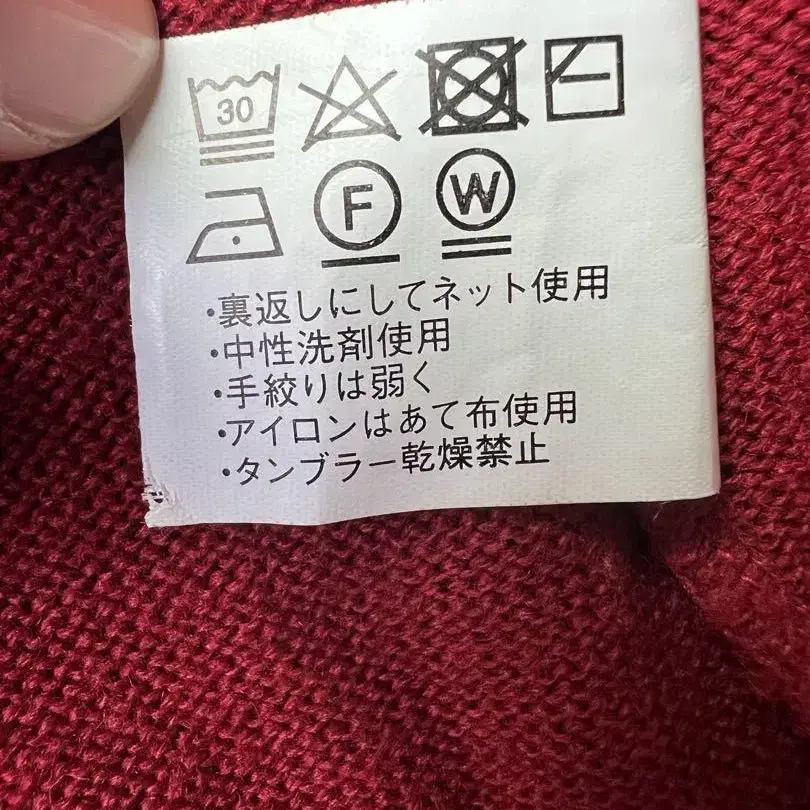 30
F W
・裏返しにしてネット使用
・中性洗剤使用
・手絞りは弱く
・アイロンはあて布使用
・タンブラー乾燥禁止